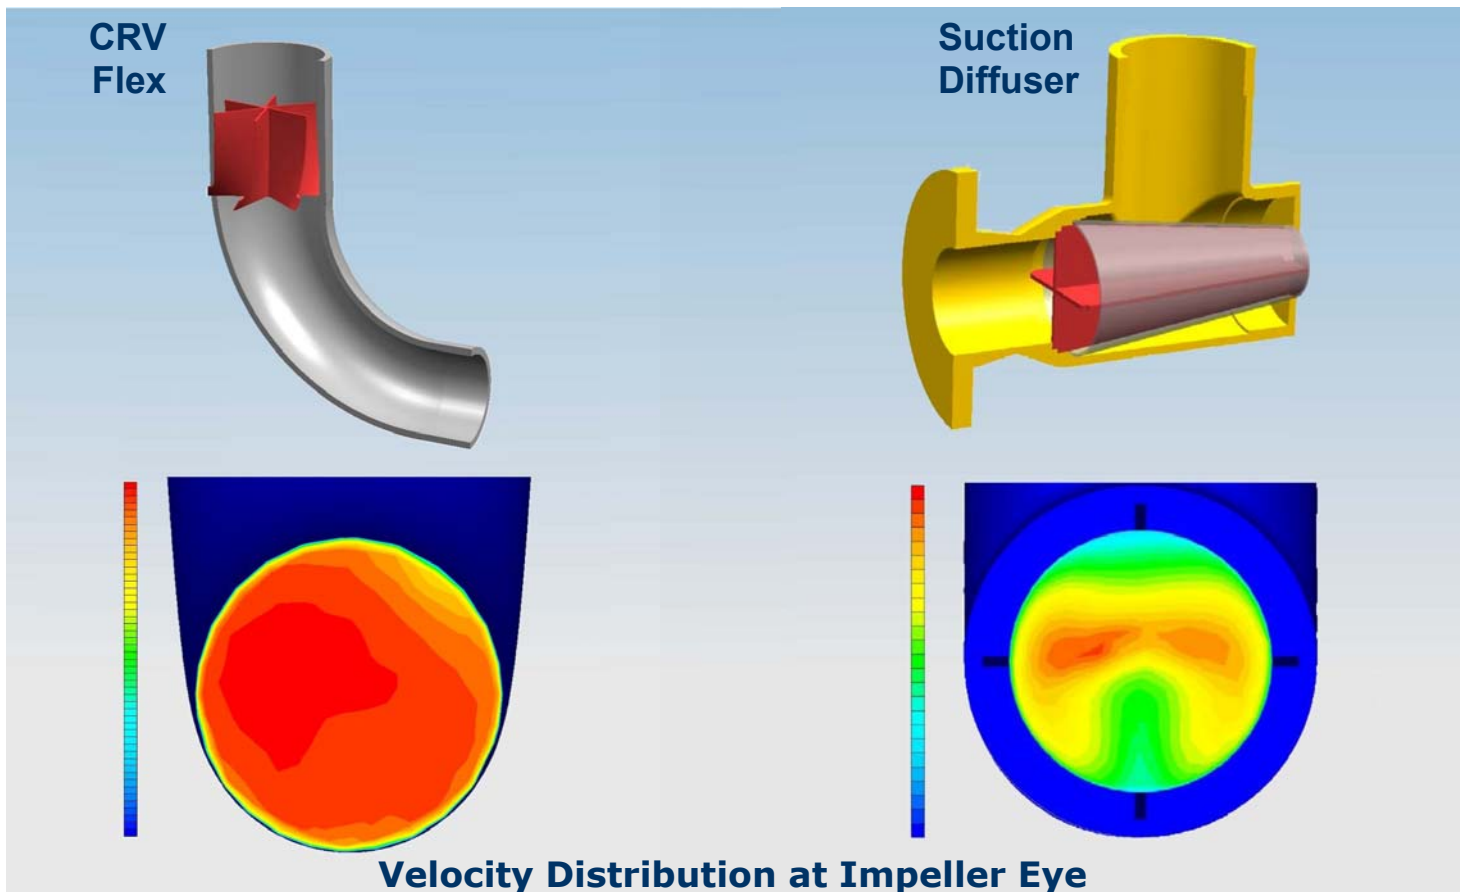 CRV
Flex
Suction
Diffuser
Velocity Distribution at Impeller Eye